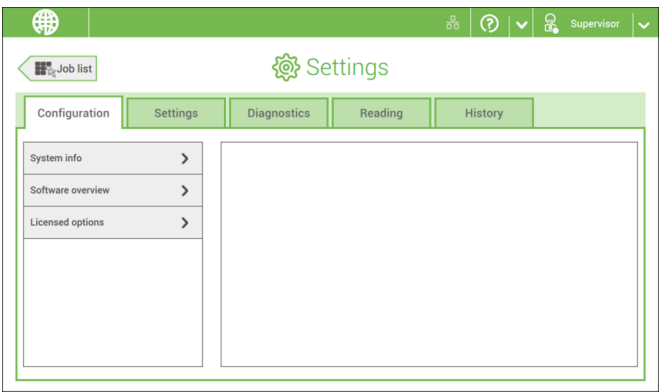 Supervisor
Job list
Settings
Configuration Settings Diagnostics Reading History
System info
Software overview
Licensed options